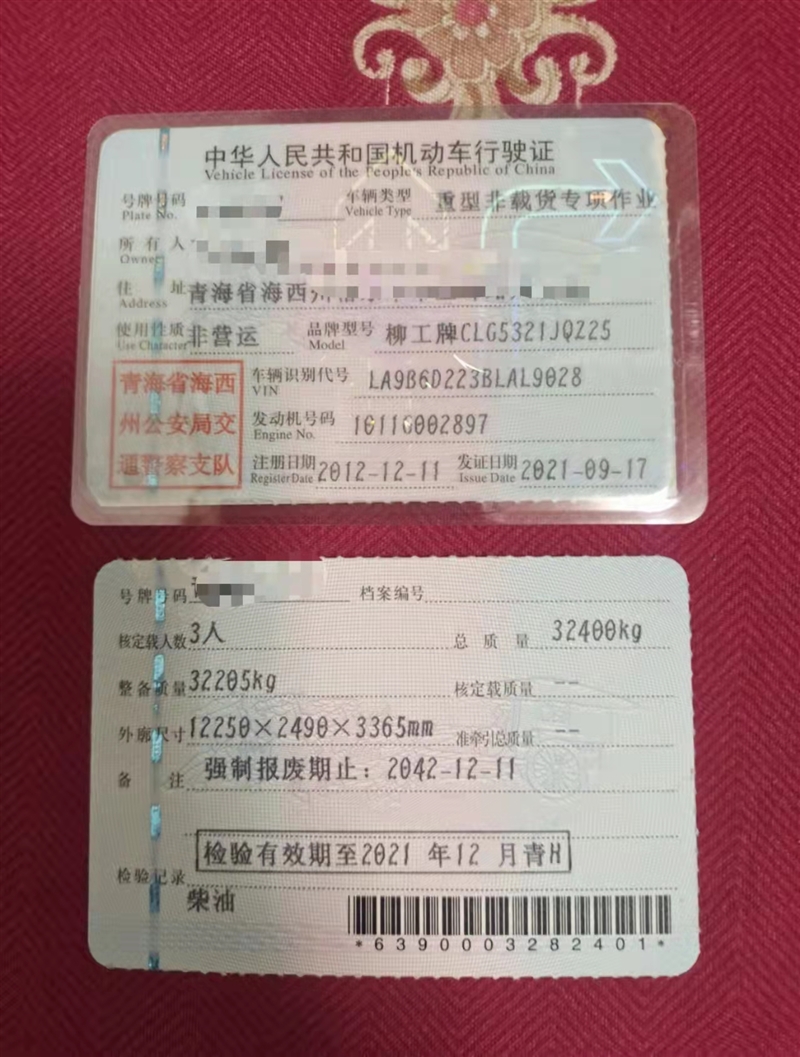 中华人民共和国机动车行驶证
Vehicle License of the People's Republic of China
号牌号码 车辆类型 重型非载货专项作业
Plate No. Vehicle Type
所有人
Owner
住址 青海省海西州
Address
使用性质 非营运 品牌型号 柳工牌CLG5321JQZ25
Use Character Model
青海省海西
州公安局交
通警察支队
车辆识别代号 LA9B6D223BLAL9028
VIN
发动机号码 1611G002897
Engine No.
注册日期 2012-12-11 发证日期 2021-09-17
Register Date Issue Date
号牌号码 档案编号
核定载人数 3人 总质量 32400kg
整备质量 32205kg 核定载质量 --
外廓尺寸 12250×2490×3365mm 准牵引总质量 --
备注 强制报废期止：2042-12-11
检验有效期至2021 年12 月青H
检验记录
柴油
*6390003282401*